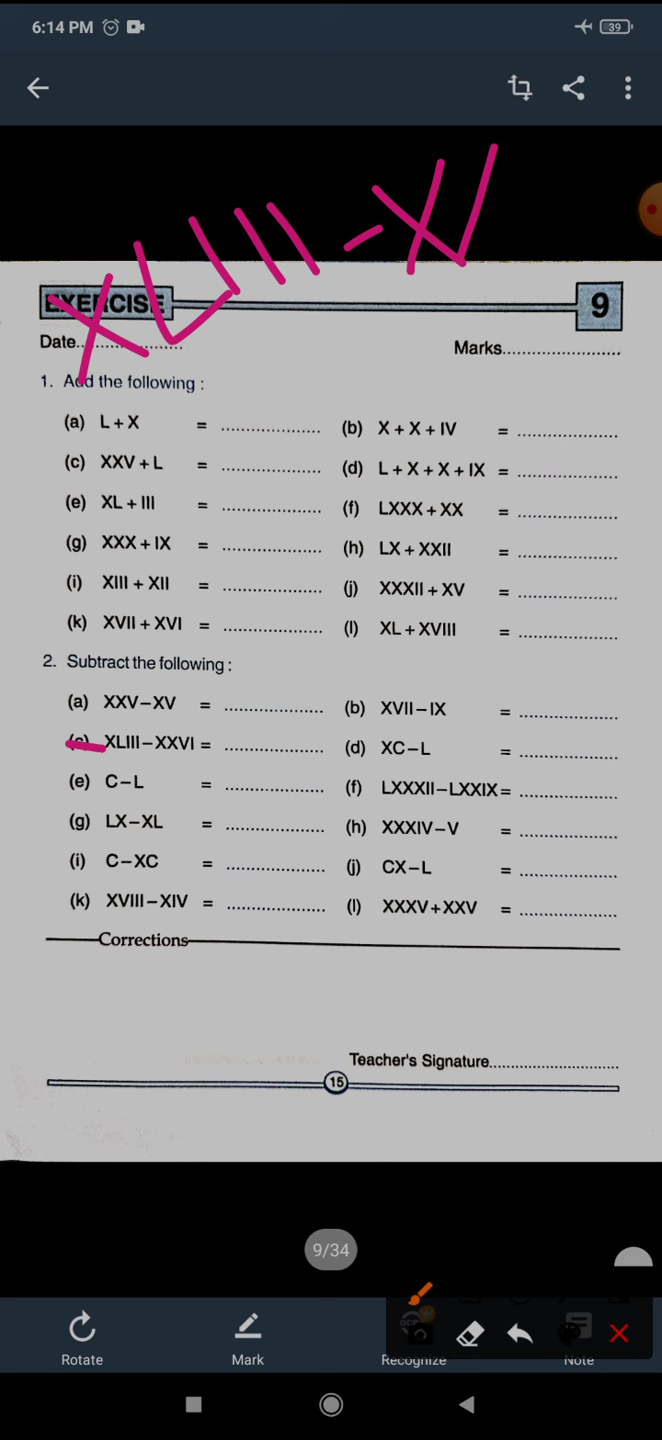 6:14 PM
39
XLIII-XV
EXERCISE 9
Date..................
Marks.......................
1. Add the following :
(a) L+X = .................... (b) X + X + IV = ....................
(c) XXV + L = .................... (d) L + X + X + IX = ....................
(e) XL + III = .................... (f) LXXX + XX = ....................
(g) XXX + IX = .................... (h) LX + XXII = ....................
(i) XIII + XII = .................... (j) XXXII + XV = ....................
(k) XVII + XVI = .................... (l) XL + XVIII = ....................
2. Subtract the following :
(a) XXV–XV = .................... (b) XVII–IX = ....................
(c) XLIII–XXVI = .................... (d) XC–L = ....................
(e) C–L = .................... (f) LXXXII–LXXIX = ....................
(g) LX–XL = .................... (h) XXXIV–V = ....................
(i) C–XC = .................... (j) CX–L = ....................
(k) XVIII–XIV = .................... (l) XXXV+XXV = ....................
Corrections
Teacher's Signature..............................
15
9/34
Rotate Mark Recognize Note